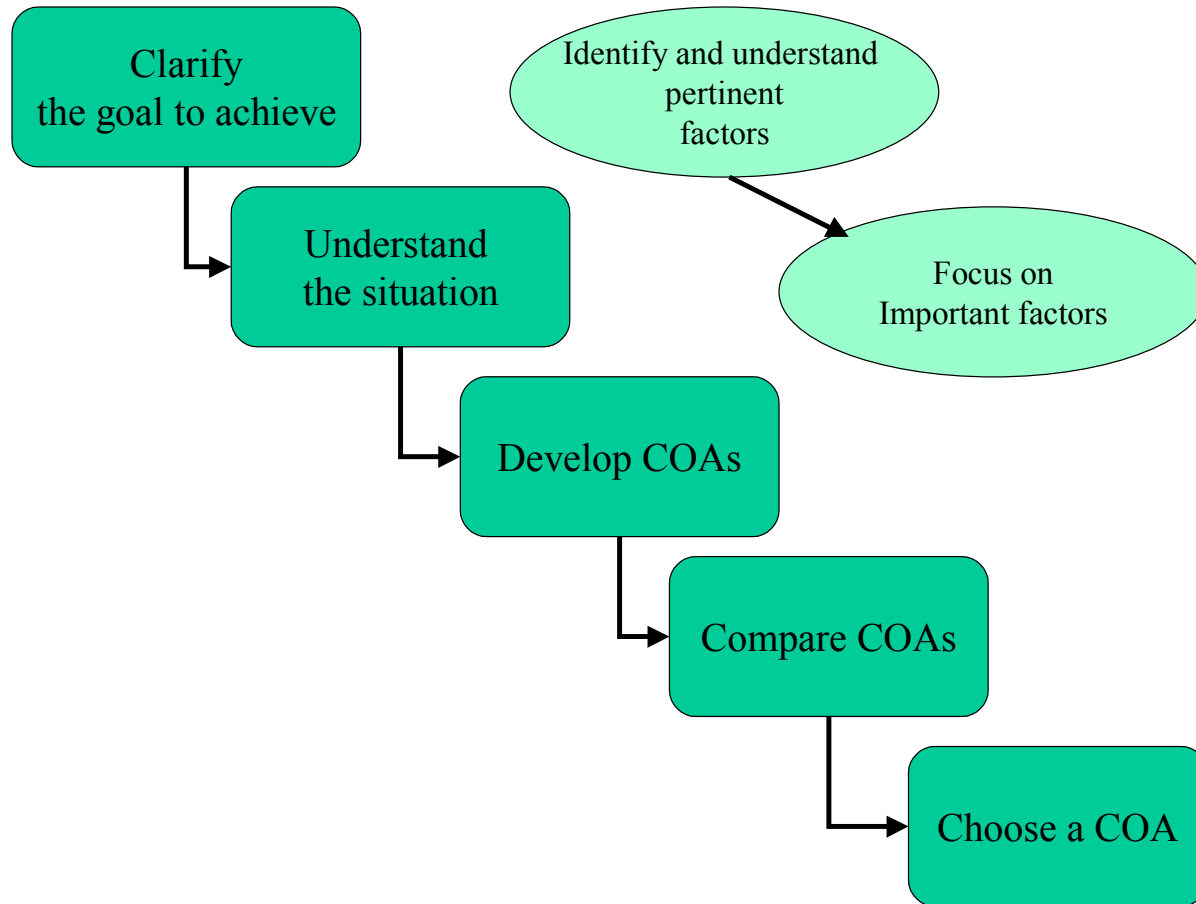 Clarify
the goal to achieve
Identify and understand
pertinent
factors
Understand
the situation
Focus on
Important factors
Develop COAs
Compare COAs
Choose a COA